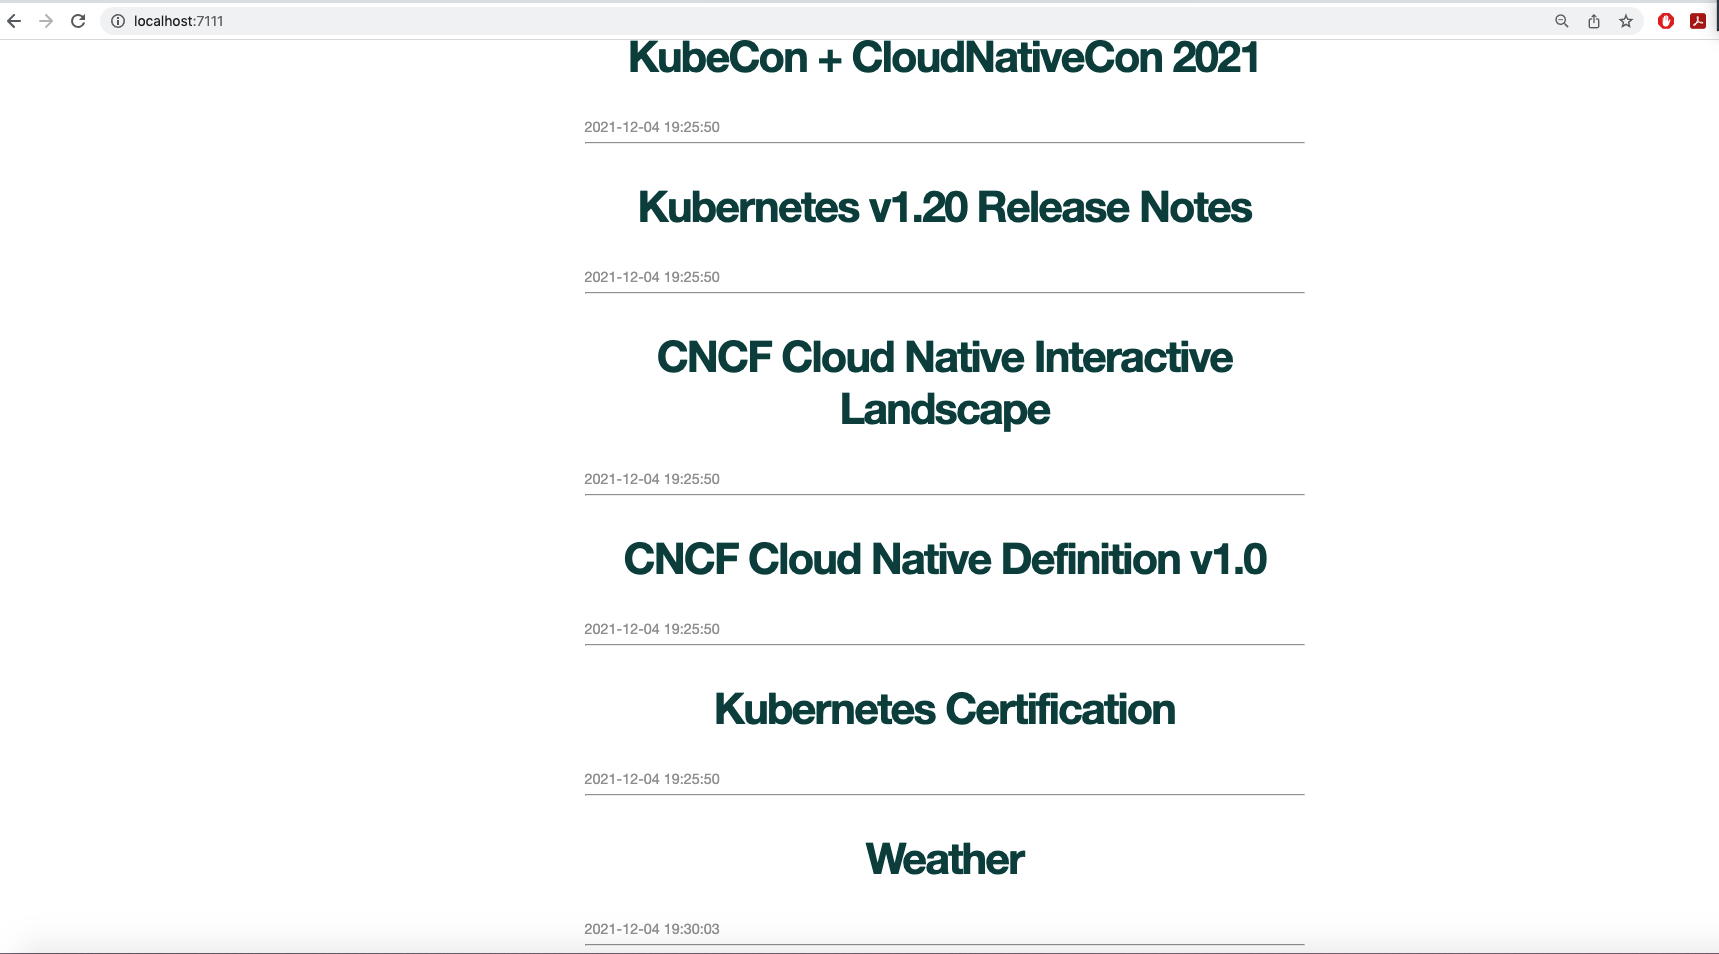 localhost:7111
KubeCon + CloudNativeCon 2021
2021-12-04 19:25:50
Kubernetes v1.20 Release Notes
2021-12-04 19:25:50
CNCF Cloud Native Interactive
Landscape
2021-12-04 19:25:50
CNCF Cloud Native Definition v1.0
2021-12-04 19:25:50
Kubernetes Certification
2021-12-04 19:25:50
Weather
2021-12-04 19:30:03